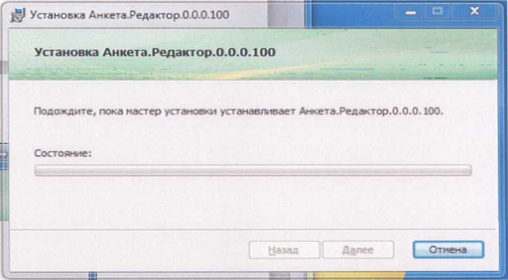 Установка Анкета.Редактор.0.0.0.100
Установка Анкета.Редактор.0.0.0.100
Подождите, пока мастер установки устанавливает Анкета.Редактор.0.0.0.100.
Состояние:
Назад Далее Отмена